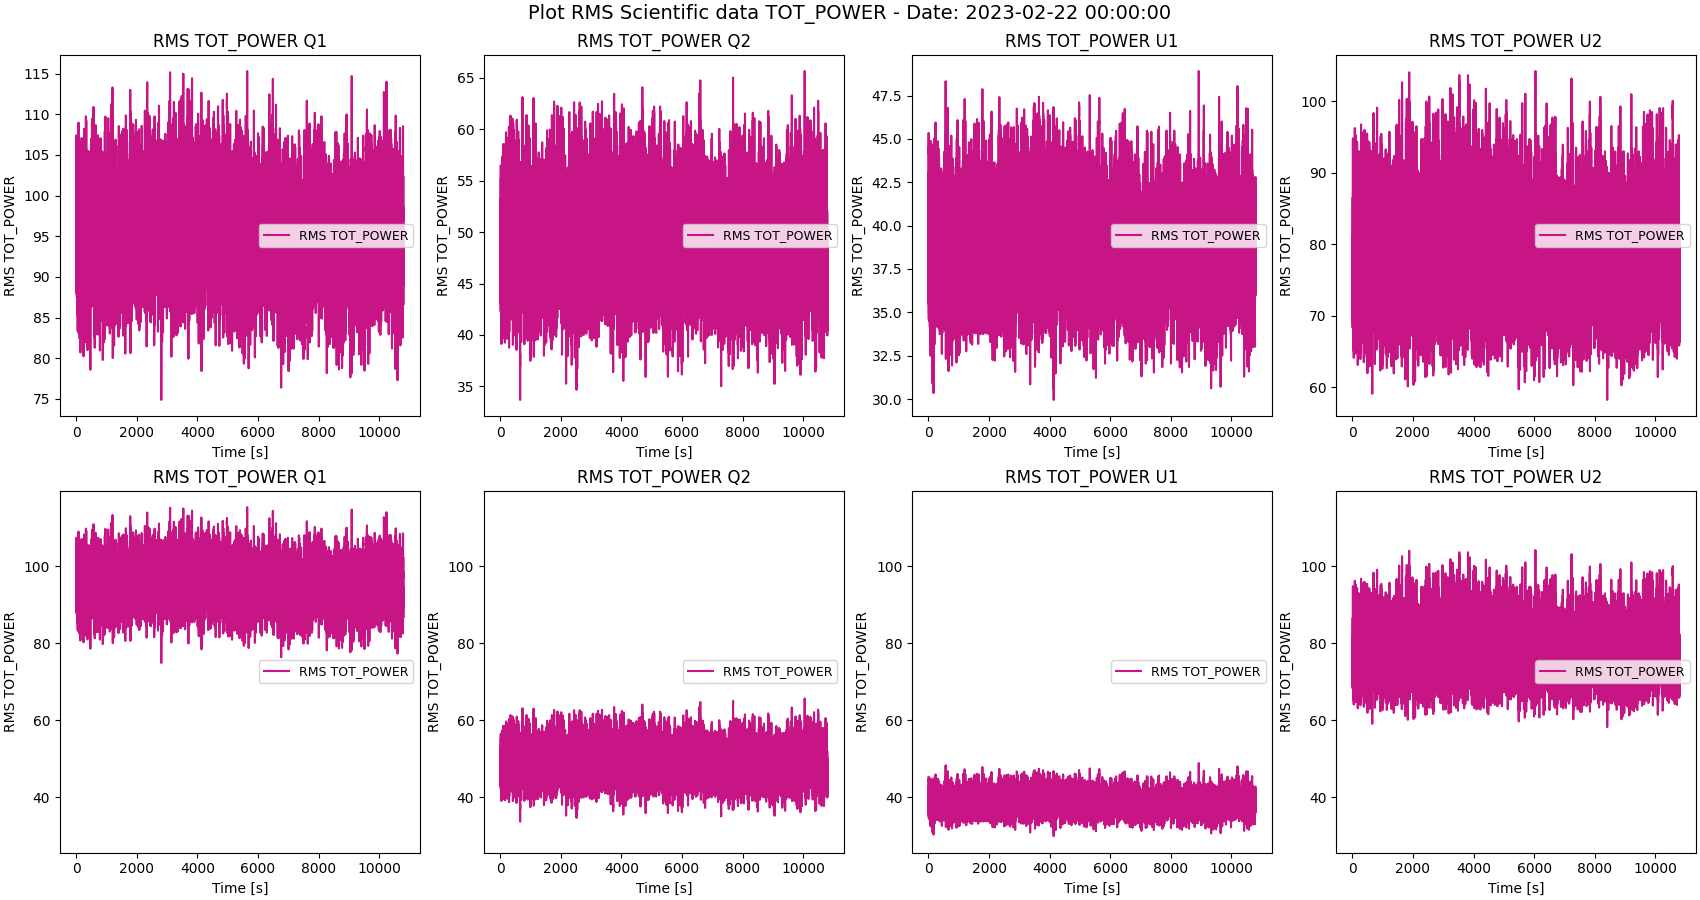 Plot RMS Scientific data TOT_POWER - Date: 2023-02-22 00:00:00
RMS TOT_POWER Q1
RMS TOT_POWER
115
110
105
100
95
90
85
80
75
RMS TOT_POWER
0 2000 4000 6000 8000 10000
Time [s]
RMS TOT_POWER Q2
RMS TOT_POWER
65
60
55
50
45
40
35
RMS TOT_POWER
0 2000 4000 6000 8000 10000
Time [s]
RMS TOT_POWER U1
RMS TOT_POWER
47.5
45.0
42.5
40.0
37.5
35.0
32.5
30.0
RMS TOT_POWER
0 2000 4000 6000 8000 10000
Time [s]
RMS TOT_POWER U2
RMS TOT_POWER
100
90
80
70
60
RMS TOT_POWER
0 2000 4000 6000 8000 10000
Time [s]
RMS TOT_POWER Q1
RMS TOT_POWER
100
80
60
40
RMS TOT_POWER
0 2000 4000 6000 8000 10000
Time [s]
RMS TOT_POWER Q2
RMS TOT_POWER
100
80
60
40
RMS TOT_POWER
0 2000 4000 6000 8000 10000
Time [s]
RMS TOT_POWER U1
RMS TOT_POWER
100
80
60
40
RMS TOT_POWER
0 2000 4000 6000 8000 10000
Time [s]
RMS TOT_POWER U2
RMS TOT_POWER
100
80
60
40
RMS TOT_POWER
0 2000 4000 6000 8000 10000
Time [s]